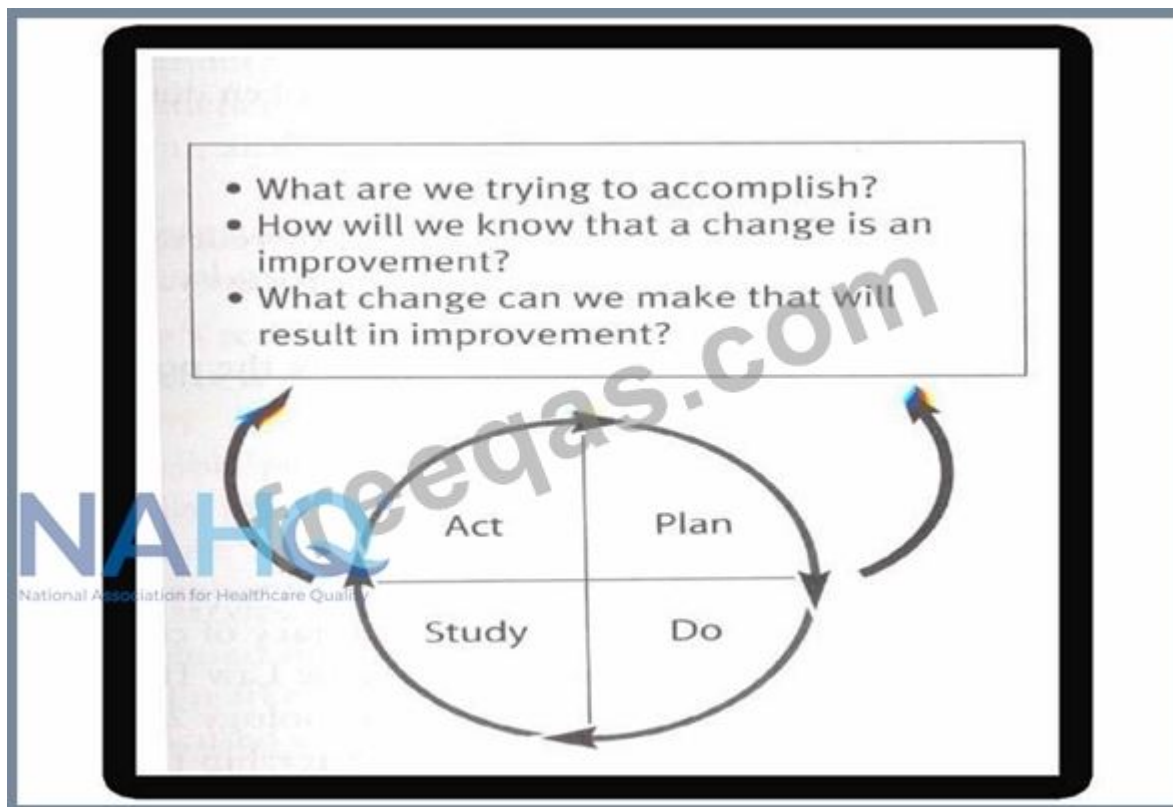 • What are we trying to accomplish?
• How will we know that a change is an
improvement?
• What change can we make that will
result in improvement?
freeqas.com
Act
Plan
NAHQ
National Association for Healthcare Quality
Study
Do